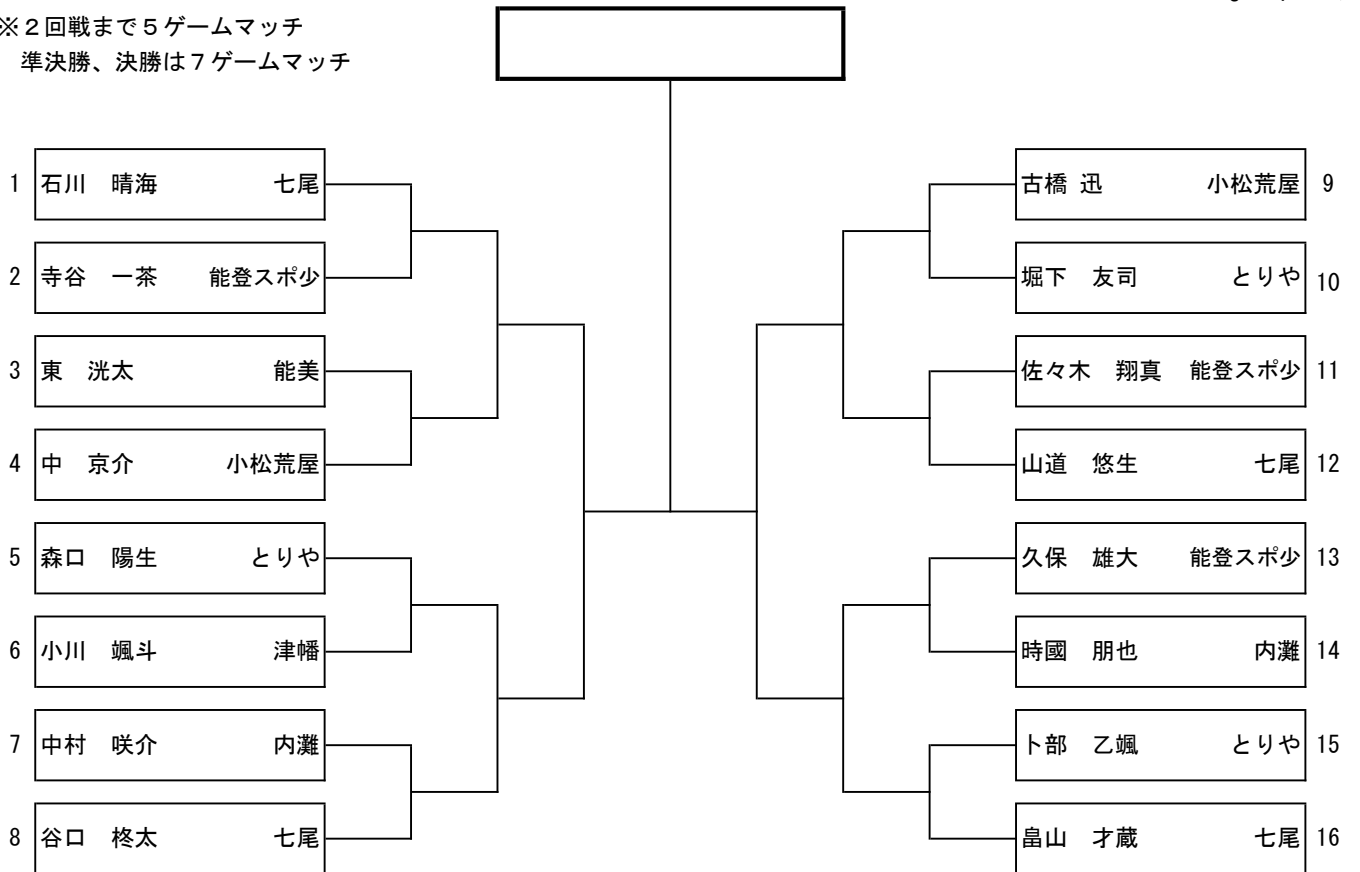 ※２回戦まで５ゲームマッチ
準決勝、決勝は７ゲームマッチ
1 石川　晴海 七尾
2 寺谷　一茶 能登スポ少
3 東　洸太 能美
4 中　京介 小松荒屋
5 森口　陽生 とりや
6 小川　颯斗 津幡
7 中村　咲介 内灘
8 谷口　柊太 七尾
古橋 迅 小松荒屋 9
堀下　友司 とりや 10
佐々木　翔真 能登スポ少 11
山道　悠生 七尾 12
久保　雄大 能登スポ少 13
時國　朋也 内灘 14
卜部　乙颯 とりや 15
畠山　才蔵 七尾 16